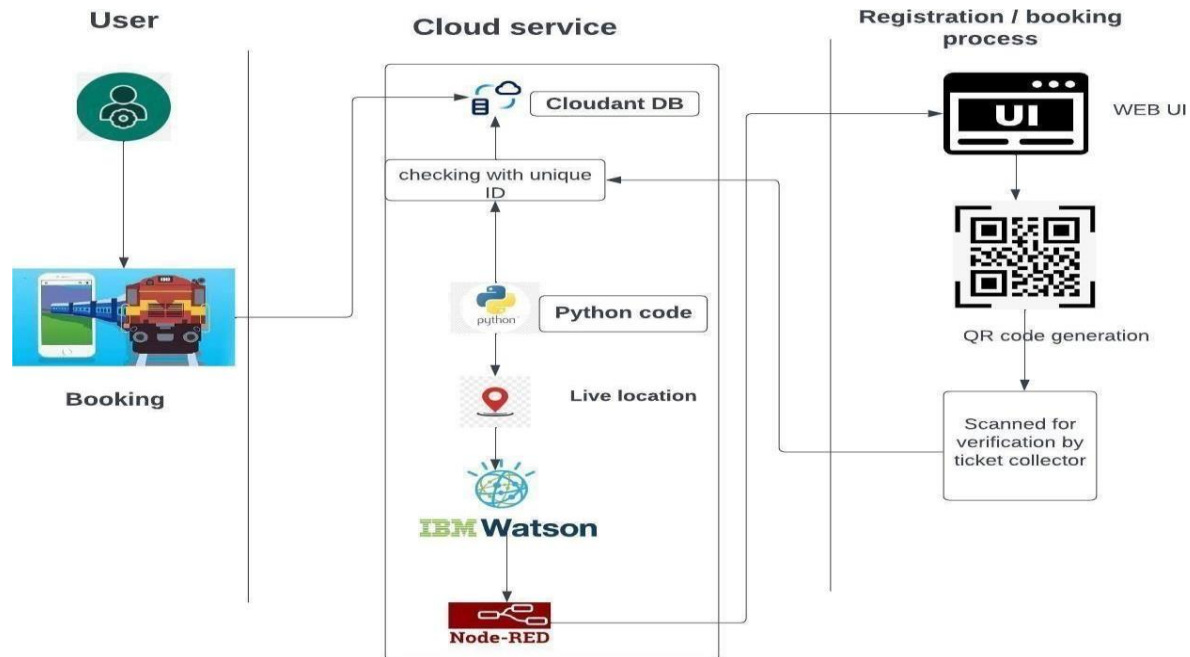 User
Cloud service
Registration / booking
process
Cloudant DB
UI
WEB UI
checking with unique
ID
python
Python code
QR code generation
Booking
Live location
Scanned for
verification by
ticket collector
IBM Watson
Node-RED